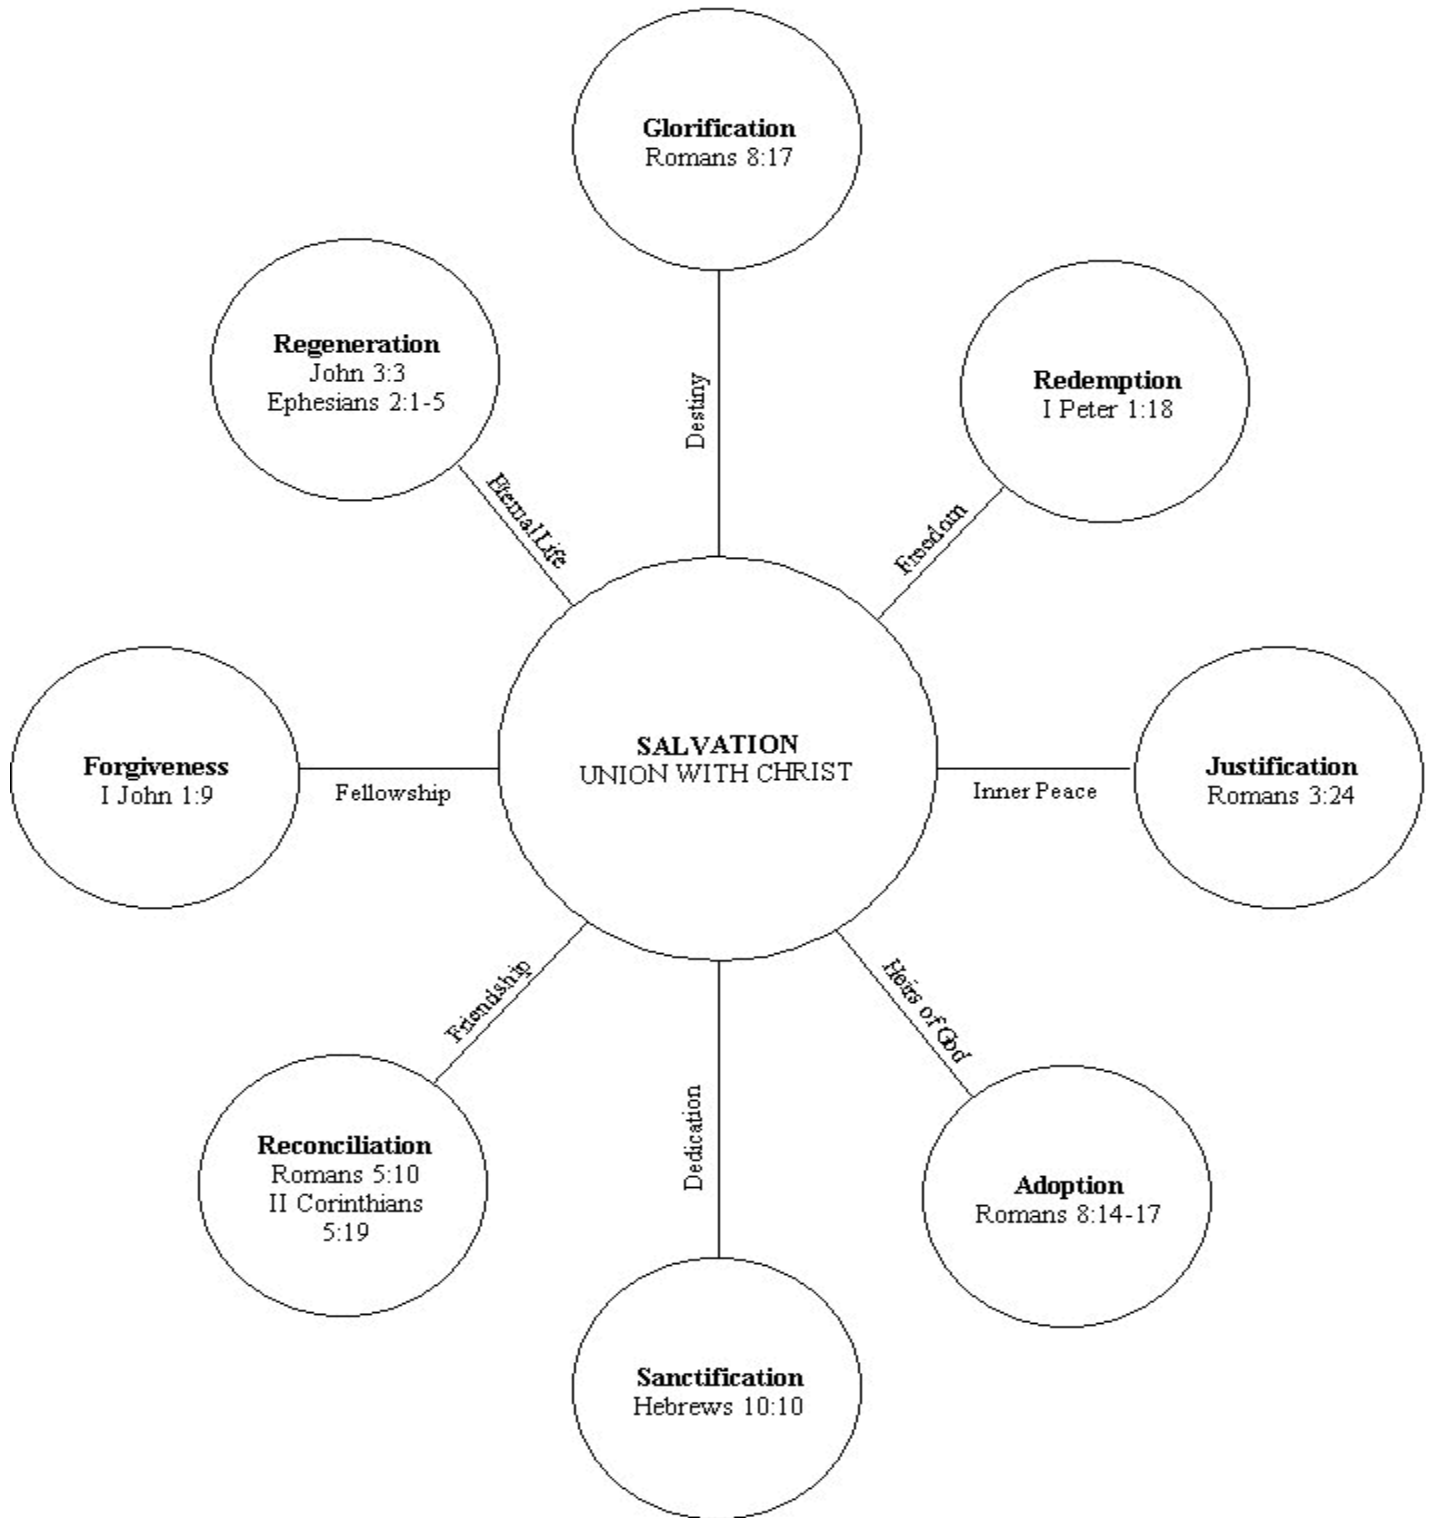 Glorification
Romans 8:17
Regeneration
John 3:3
Ephesians 2:1-5
Redemption
I Peter 1:18
Destiny
Eternal Life
Freedom
SALVATION
UNION WITH CHRIST
Forgiveness
I John 1:9
Fellowship
Inner Peace
Justification
Romans 3:24
Friendship
Heirs of God
Dedication
Reconciliation
Romans 5:10
II Corinthians
5:19
Adoption
Romans 8:14-17
Sanctification
Hebrews 10:10